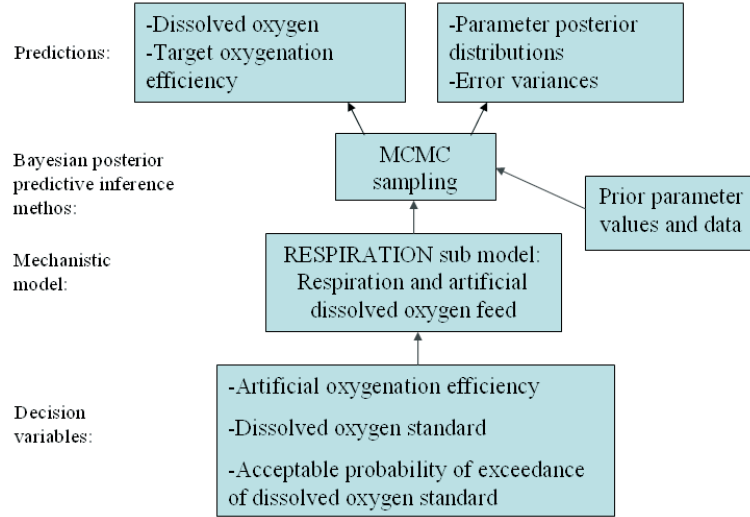 Predictions:
-Dissolved oxygen
-Target oxygenation
efficiency
-Parameter posterior
distributions
-Error variances
Bayesian posterior
predictive inference
methos:
MCMC
sampling
Prior parameter
values and data
Mechanistic
model:
RESPIRATION sub model:
Respiration and artificial
dissolved oxygen feed
Decision
variables:
-Artificial oxygenation efficiency
-Dissolved oxygen standard
-Acceptable probability of exceedance
of dissolved oxygen standard